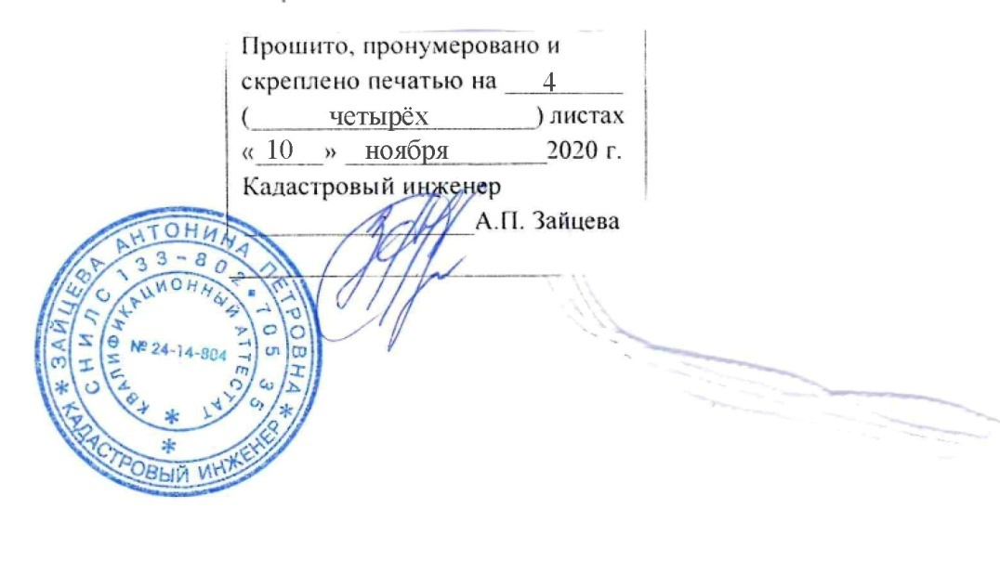 Прошито, пронумеровано и
скреплено печатью на 4
( четырёх ) листах
« 10 » ноября 2020 г.
Кадастровый инженер
А.П. Зайцева
* ЗАЙЦЕВА АНТОНИНА ПЕТРОВНА *
КАДАСТРОВЫЙ ИНЖЕНЕР
СНИЛС 133-802•705 35
*
КВАЛИФИКАЦИОННЫЙ АТТЕСТАТ
*
№ 24-14-804